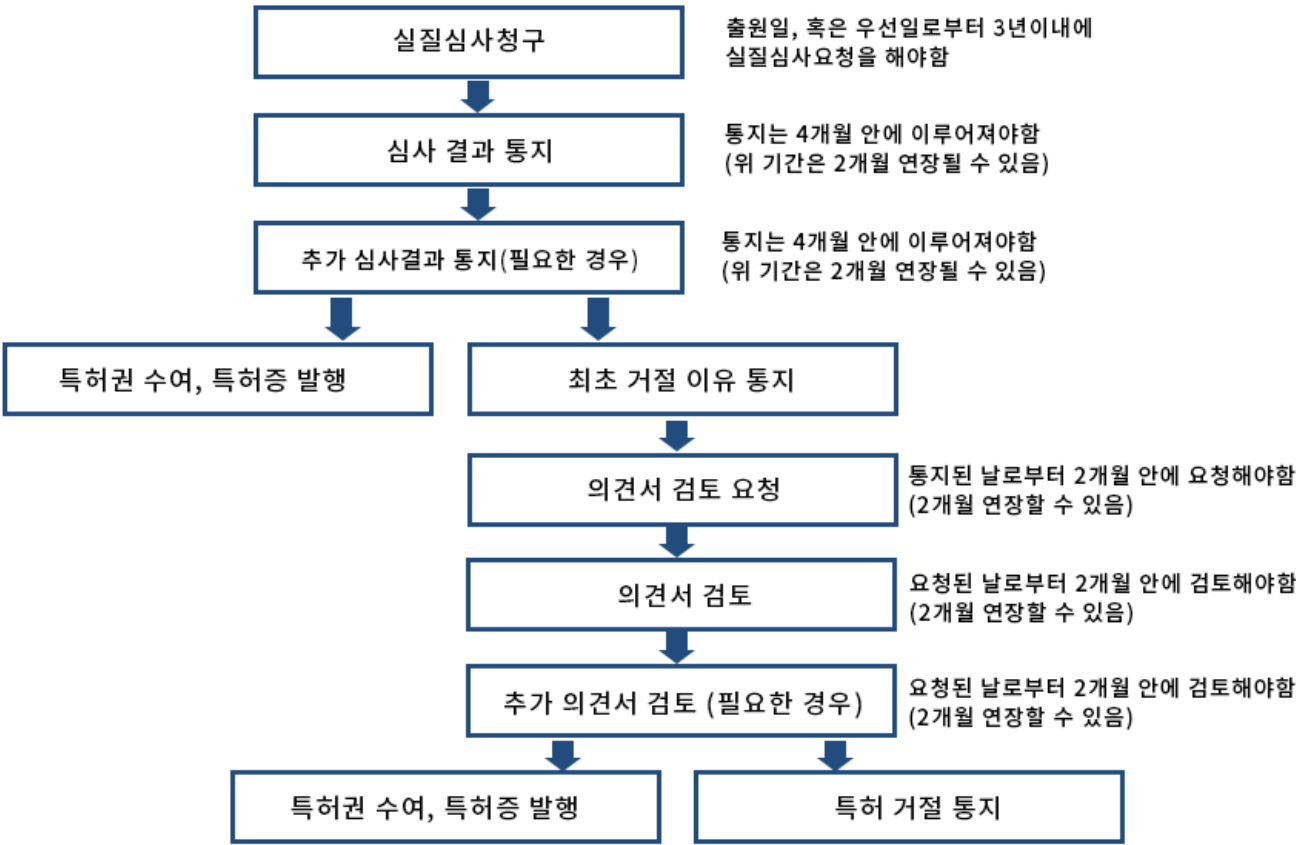 실질심사청구
출원일, 혹은 우선일로부터 3년이내에
실질심사요청을 해야함
심사 결과 통지
통지는 4개월 안에 이루어져야함
(위 기간은 2개월 연장될 수 있음)
추가 심사결과 통지(필요한 경우)
통지는 4개월 안에 이루어져야함
(위 기간은 2개월 연장될 수 있음)
특허권 수여, 특허증 발행
최초 거절 이유 통지
의견서 검토 요청
통지된 날로부터 2개월 안에 요청해야함
(2개월 연장할 수 있음)
의견서 검토
요청된 날로부터 2개월 안에 검토해야함
(2개월 연장할 수 있음)
추가 의견서 검토 (필요한 경우)
요청된 날로부터 2개월 안에 검토해야함
(2개월 연장할 수 있음)
특허권 수여, 특허증 발행
특허 거절 통지